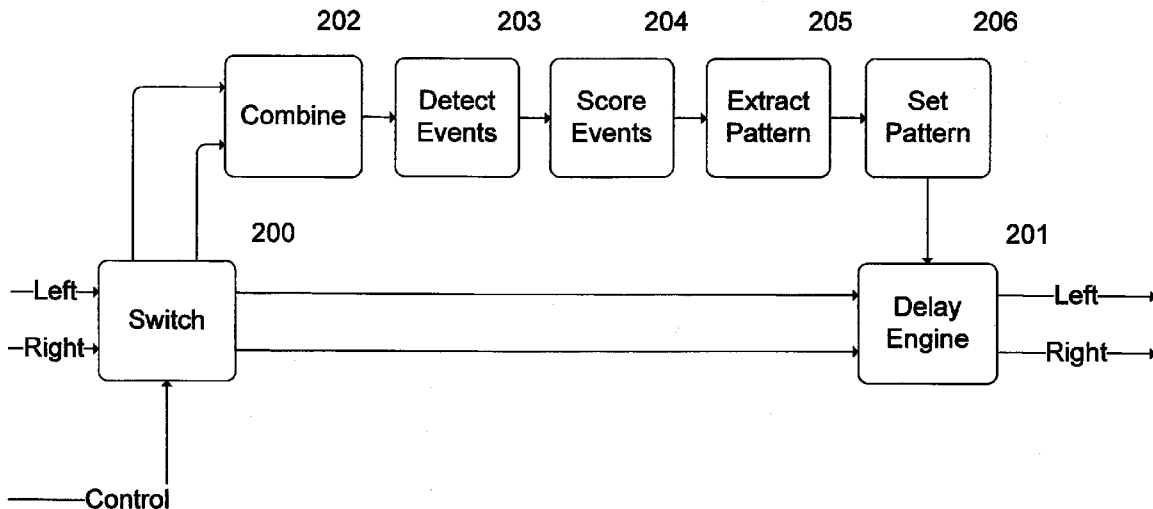 202
203
204
205
206
Combine
Detect
Events
Score
Events
Extract
Pattern
Set
Pattern
200
201
Left
Right
Switch
Delay
Engine
Left
Right
Control